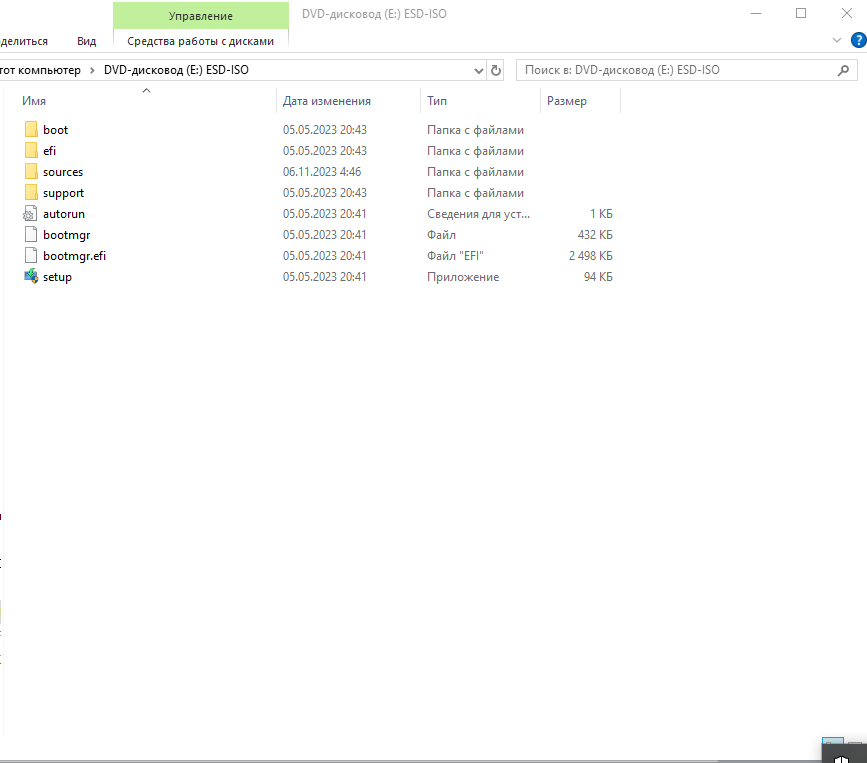 Управление
DVD-дисковод (E:) ESD-ISO
делиться Вид Средства работы с дисками ?
тот компьютер > DVD-дисковод (E:) ESD-ISO Поиск в: DVD-дисковод (E:) ESD-ISO
Имя Дата изменения Тип Размер
boot 05.05.2023 20:43 Папка с файлами
efi 05.05.2023 20:43 Папка с файлами
sources 06.11.2023 4:46 Папка с файлами
support 05.05.2023 20:43 Папка с файлами
autorun 05.05.2023 20:41 Сведения для уст... 1 КБ
bootmgr 05.05.2023 20:41 Файл 432 КБ
bootmgr.efi 05.05.2023 20:41 Файл "EFI" 2 498 КБ
setup 05.05.2023 20:41 Приложение 94 КБ